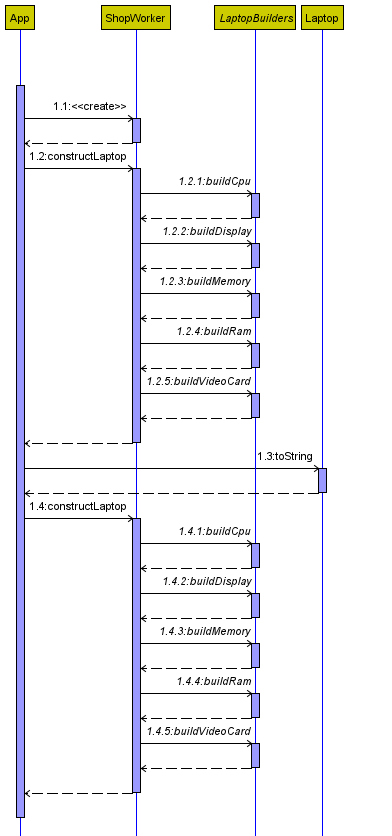 App ShopWorker LaptopBuilders Laptop
1.1:<<create>>
1.2:constructLaptop
1.2.1:buildCpu
1.2.2:buildDisplay
1.2.3:buildMemory
1.2.4:buildRam
1.2.5:buildVideoCard
1.3:toString
1.4:constructLaptop
1.4.1:buildCpu
1.4.2:buildDisplay
1.4.3:buildMemory
1.4.4:buildRam
1.4.5:buildVideoCard